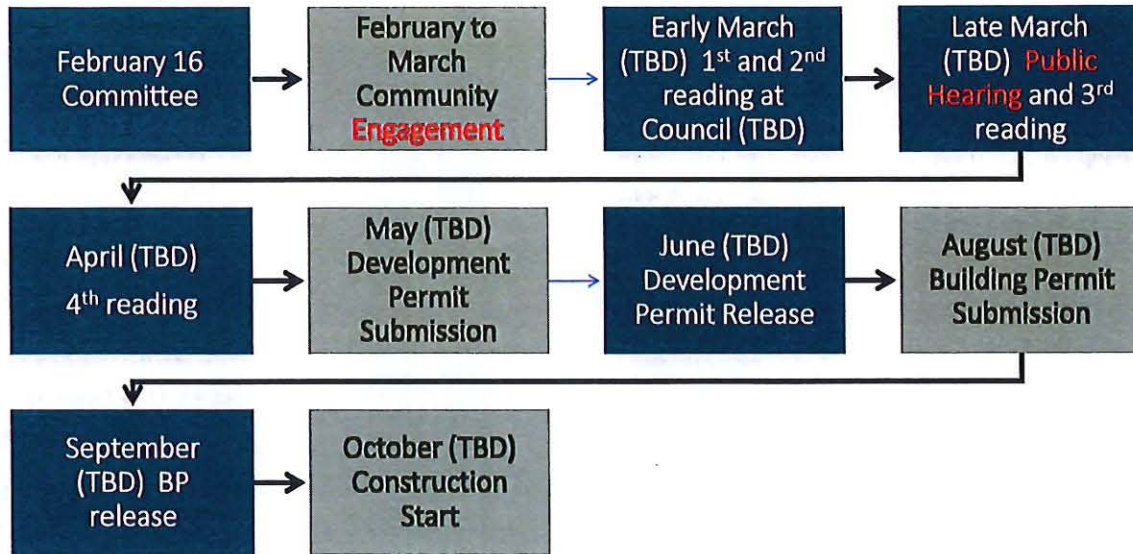 February 16
Committee
February to
March
Community
Engagement
Early March
(TBD) 1st and 2nd
reading at
Council (TBD)
Late March
(TBD) Public
Hearing and 3rd
reading
April (TBD)
4th reading
May (TBD)
Development
Permit
Submission
June (TBD)
Development
Permit Release
August (TBD)
Building Permit
Submission
September
(TBD) BP
release
October (TBD)
Construction
Start